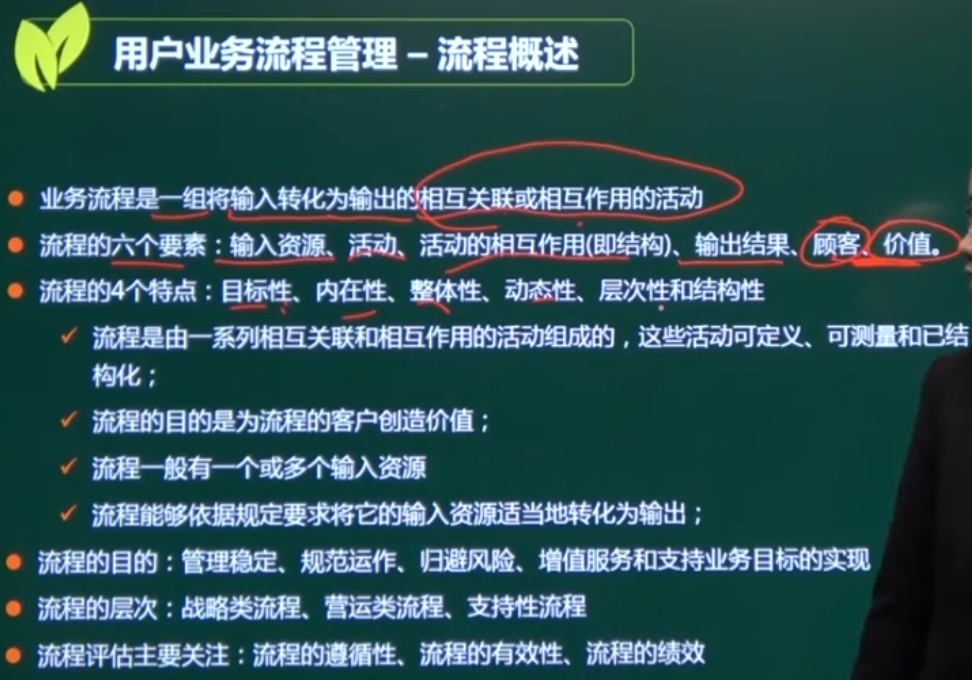 用户业务流程管理 – 流程概述
业务流程是一组将输入转化为输出的相互关联或相互作用的活动
流程的六个要素：输入资源、活动、活动的相互作用(即结构)、输出结果、顾客、价值。
流程的4个特点：目标性、内在性、整体性、动态性、层次性和结构性
流程是由一系列相互关联和相互作用的活动组成的，这些活动可定义、可测量和已结
构化；
流程的目的是为流程的客户创造价值；
流程一般有一个或多个输入资源
流程能够依据规定要求将它的输入资源适当地转化为输出；
流程的目的：管理稳定、规范运作、归避风险、增值服务和支持业务目标的实现
流程的层次：战略类流程、营运类流程、支持性流程
流程评估主要关注：流程的遵循性、流程的有效性、流程的绩效